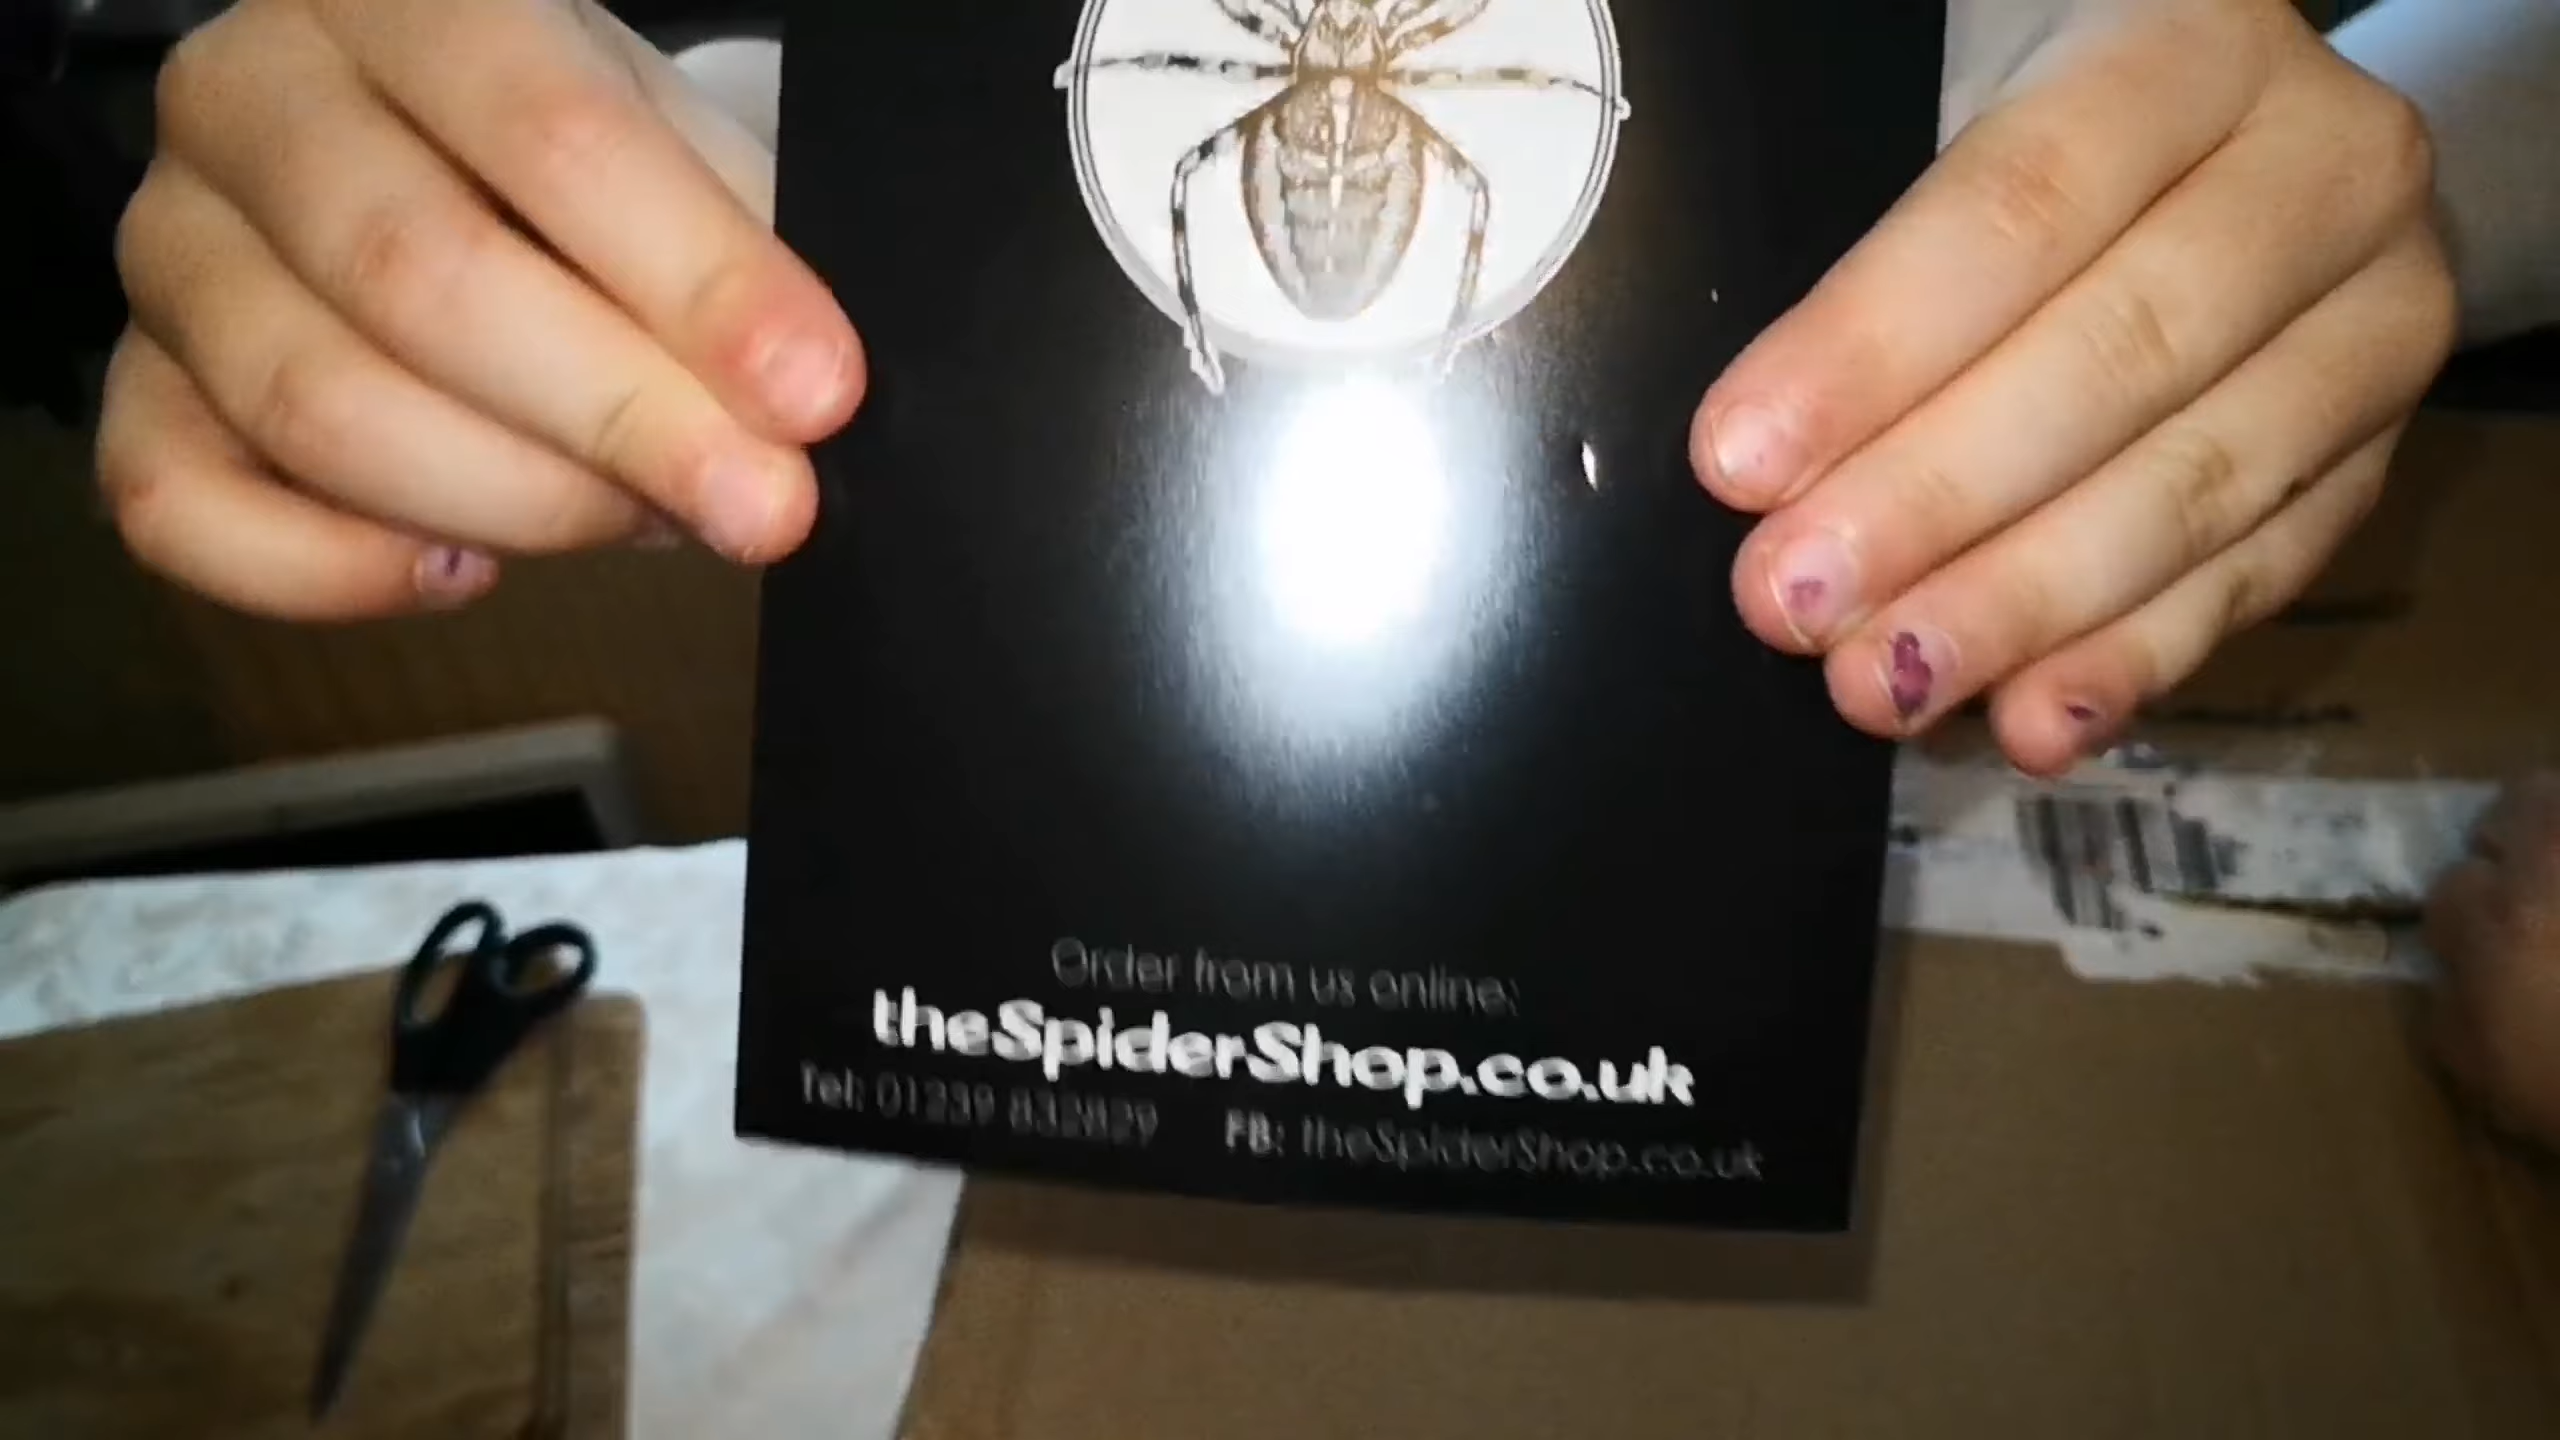 Order from us online:
theSpiderShop.co.uk
Tel: 01239 832829 FB: theSpiderShop.co.uk